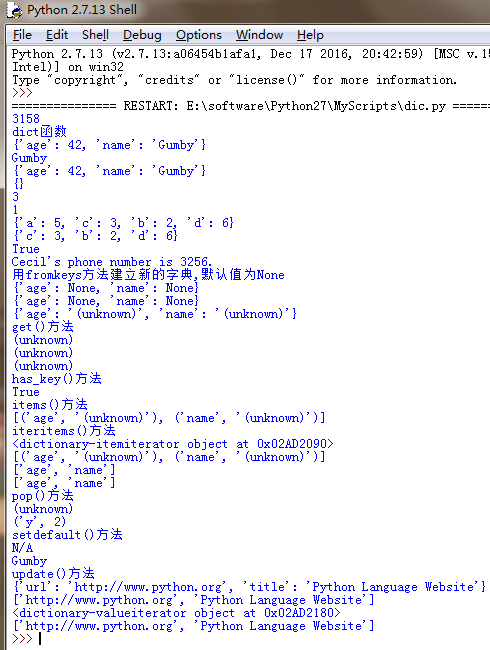 Python 2.7.13 Shell
File Edit Shell Debug Options Window Help
Python 2.7.13 (v2.7.13:a06454b1afa1, Dec 17 2016, 20:42:59) [MSC v.15
Intel)] on win32
Type "copyright", "credits" or "license()" for more information.
>>>
=============== RESTART: E:\software\Python27\MyScripts\dic.py ======
3158
dict函数
{'age': 42, 'name': 'Gumby'}
Gumby
{'age': 42, 'name': 'Gumby'}
{}
3
1
{'a': 5, 'c': 3, 'b': 2, 'd': 6}
{'c': 3, 'b': 2, 'd': 6}
True
Cecil's phone number is 3256.
用fromkeys方法建立新的字典,默认值为None
{'age': None, 'name': None}
{'age': None, 'name': None}
{'age': '(unknown)', 'name': '(unknown)'}
get()方法
(unknown)
(unknown)
(unknown)
has_key()方法
True
items()方法
[('age', '(unknown)'), ('name', '(unknown)')]
iteritems()方法
<dictionary-itemiterator object at 0x02AD2090>
[('age', '(unknown)'), ('name', '(unknown)')]
['age', 'name']
['age', 'name']
pop()方法
(unknown)
('y', 2)
setdefault()方法
N/A
Gumby
update()方法
{'url': 'http://www.python.org', 'title': 'Python Language Website'}
['http://www.python.org', 'Python Language Website']
<dictionary-valueiterator object at 0x02AD2180>
['http://www.python.org', 'Python Language Website']
>>>